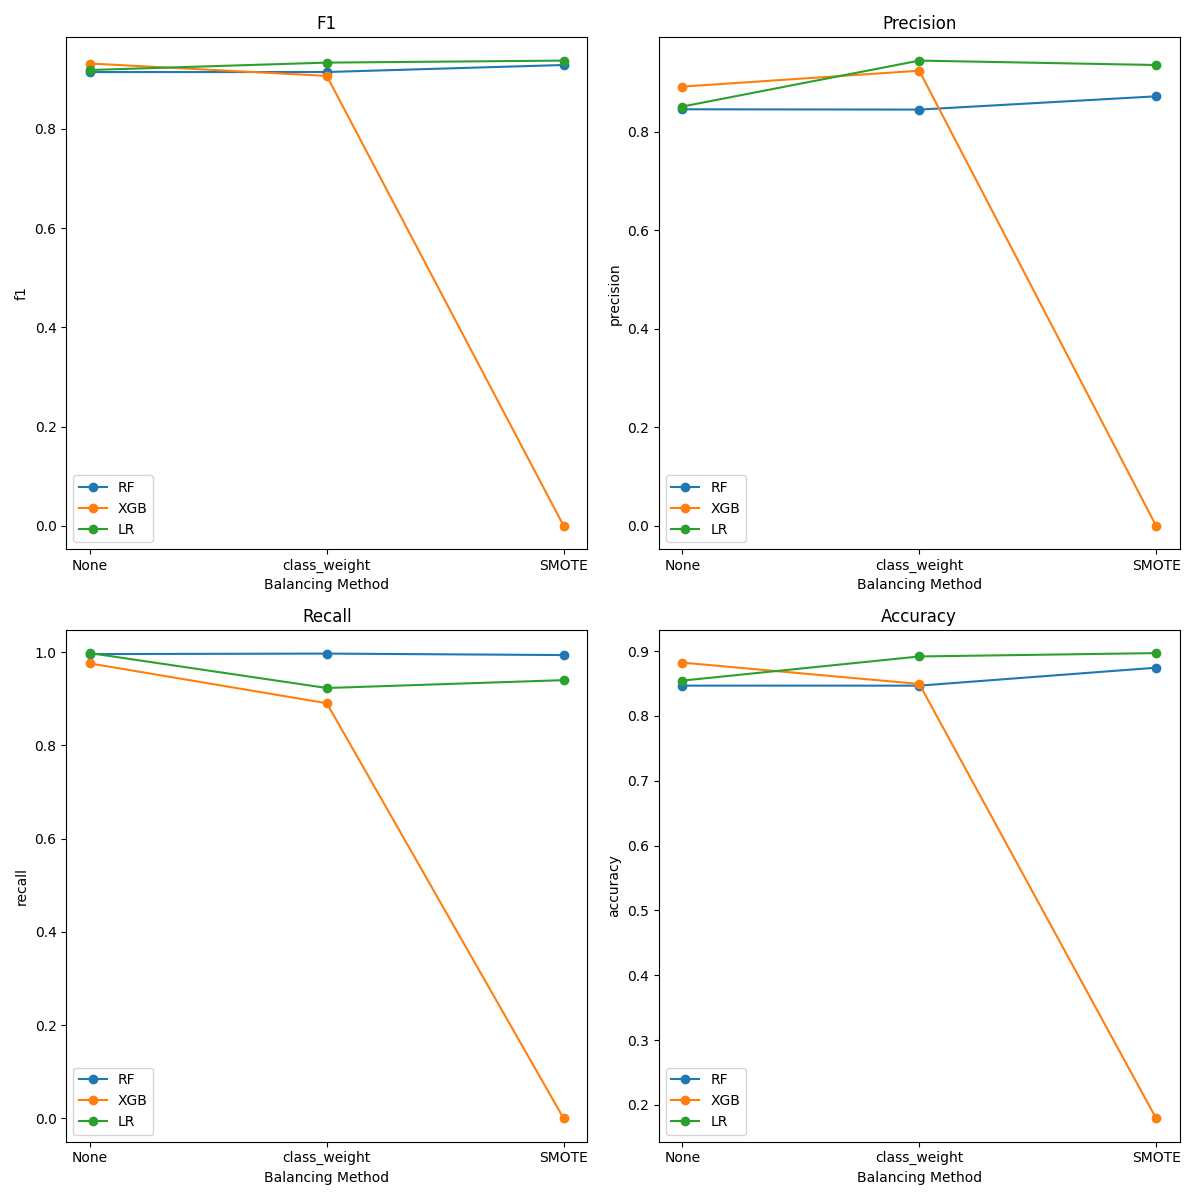 F1
f1
0.8
0.6
0.4
0.2
0.0
RF
XGB
LR
None
class_weight
SMOTE
Balancing Method
Precision
precision
0.8
0.6
0.4
0.2
0.0
RF
XGB
LR
None
class_weight
SMOTE
Balancing Method
Recall
recall
1.0
0.8
0.6
0.4
0.2
0.0
RF
XGB
LR
None
class_weight
SMOTE
Balancing Method
Accuracy
accuracy
0.9
0.8
0.7
0.6
0.5
0.4
0.3
0.2
RF
XGB
LR
None
class_weight
SMOTE
Balancing Method